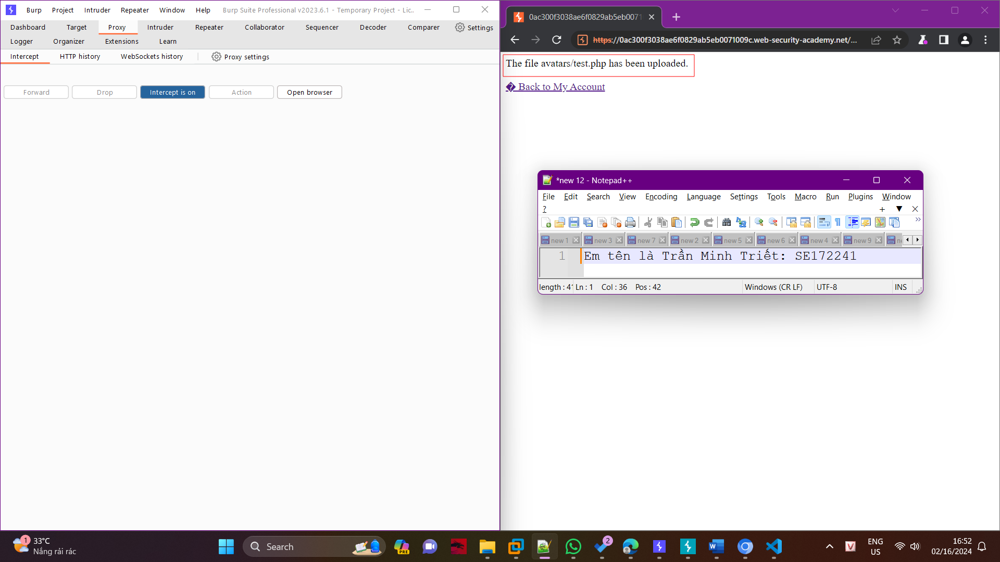 Burp Project Intruder Repeater Window Help Burp Suite Professional v2023.6.1 - Temporary Project - Lic..
Dashboard Target Proxy Intruder Repeater Collaborator Sequencer Decoder Comparer Settings
Logger Organizer Extensions Learn
Intercept HTTP history WebSockets history Proxy settings
Forward Drop Intercept is on Action Open browser
0ac300f3038ae6f0829ab5eb0071
https://0ac300f3038ae6f0829ab5eb0071009c.web-security-academy.net/...
The file avatars/test.php has been uploaded.
� Back to My Account
*new 12 - Notepad++
File Edit Search View Encoding Language Settings Tools Macro Run Plugins Window
?
new 1 new 3 new 7 new 2 new 5 new 6 new 4 new 9
1 Em tên là Trần Minh Triết: SE172241
length : 41 Ln : 1 Col : 36 Pos : 42 Windows (CR LF) UTF-8 INS
1 33°C
Nắng rải rác
Search
PRE
2
ENG
US
16:52
02/16/2024